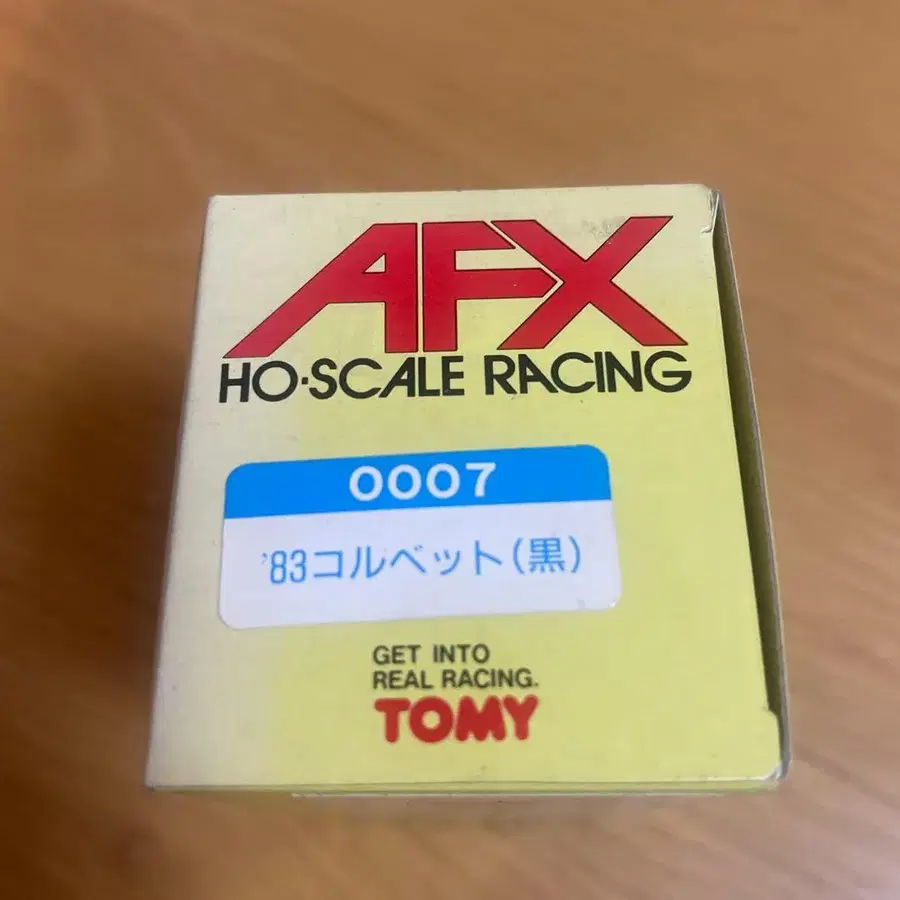 AFX
HO·SCALE RACING
0007
'83コルベット(黒)
GET INTO
REAL RACING.
TOMY